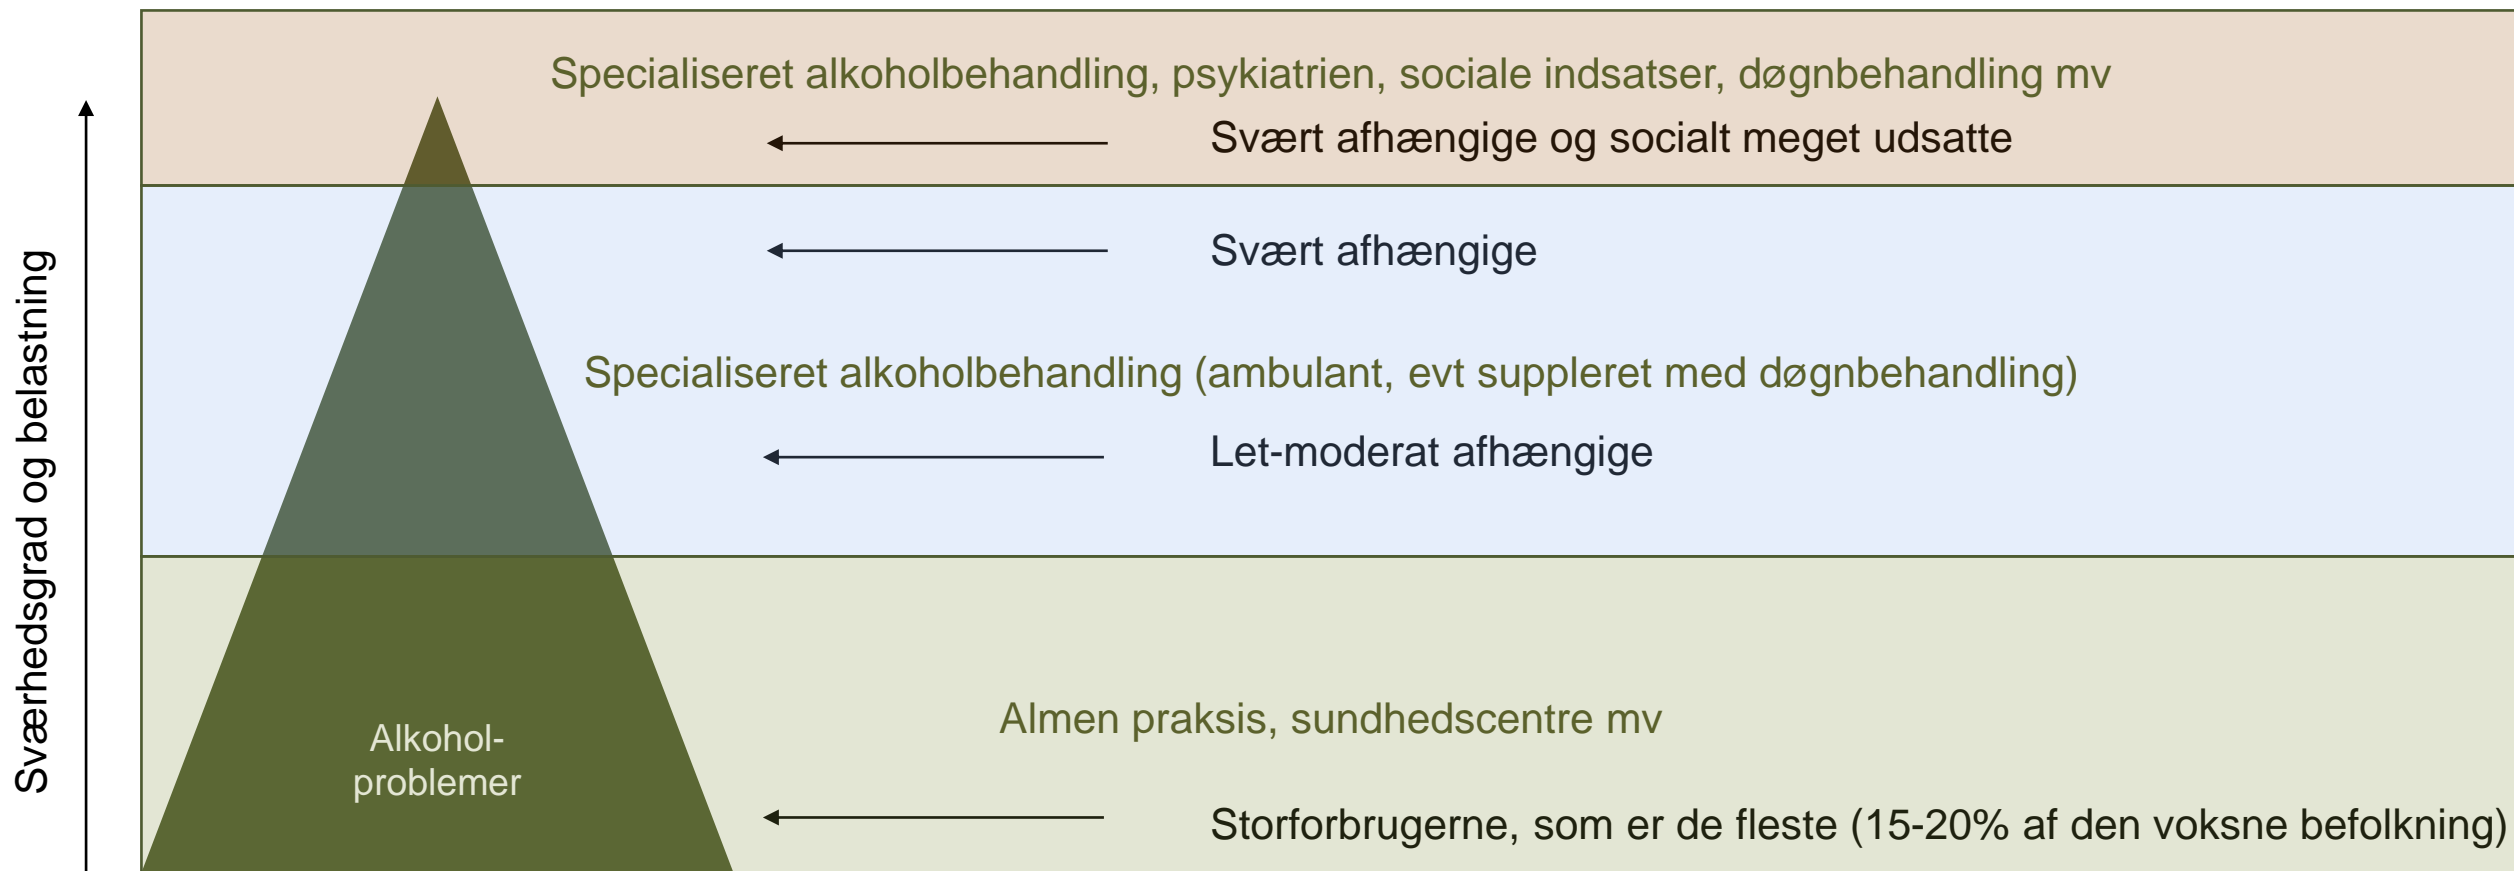 Specialiseret alkoholbehandling, psykiatrien, sociale indsatser, døgnbehandling mv
Svært afhængige og socialt meget udsatte
Svært afhængige
Specialiseret alkoholbehandling (ambulant, evt suppleret med døgnbehandling)
Let-moderat afhængige
Sværhedsgrad og belastning
Almen praksis, sundhedscentre mv
Alkohol-
problemer
Storforbrugerne, som er de fleste (15-20% af den voksne befolkning)